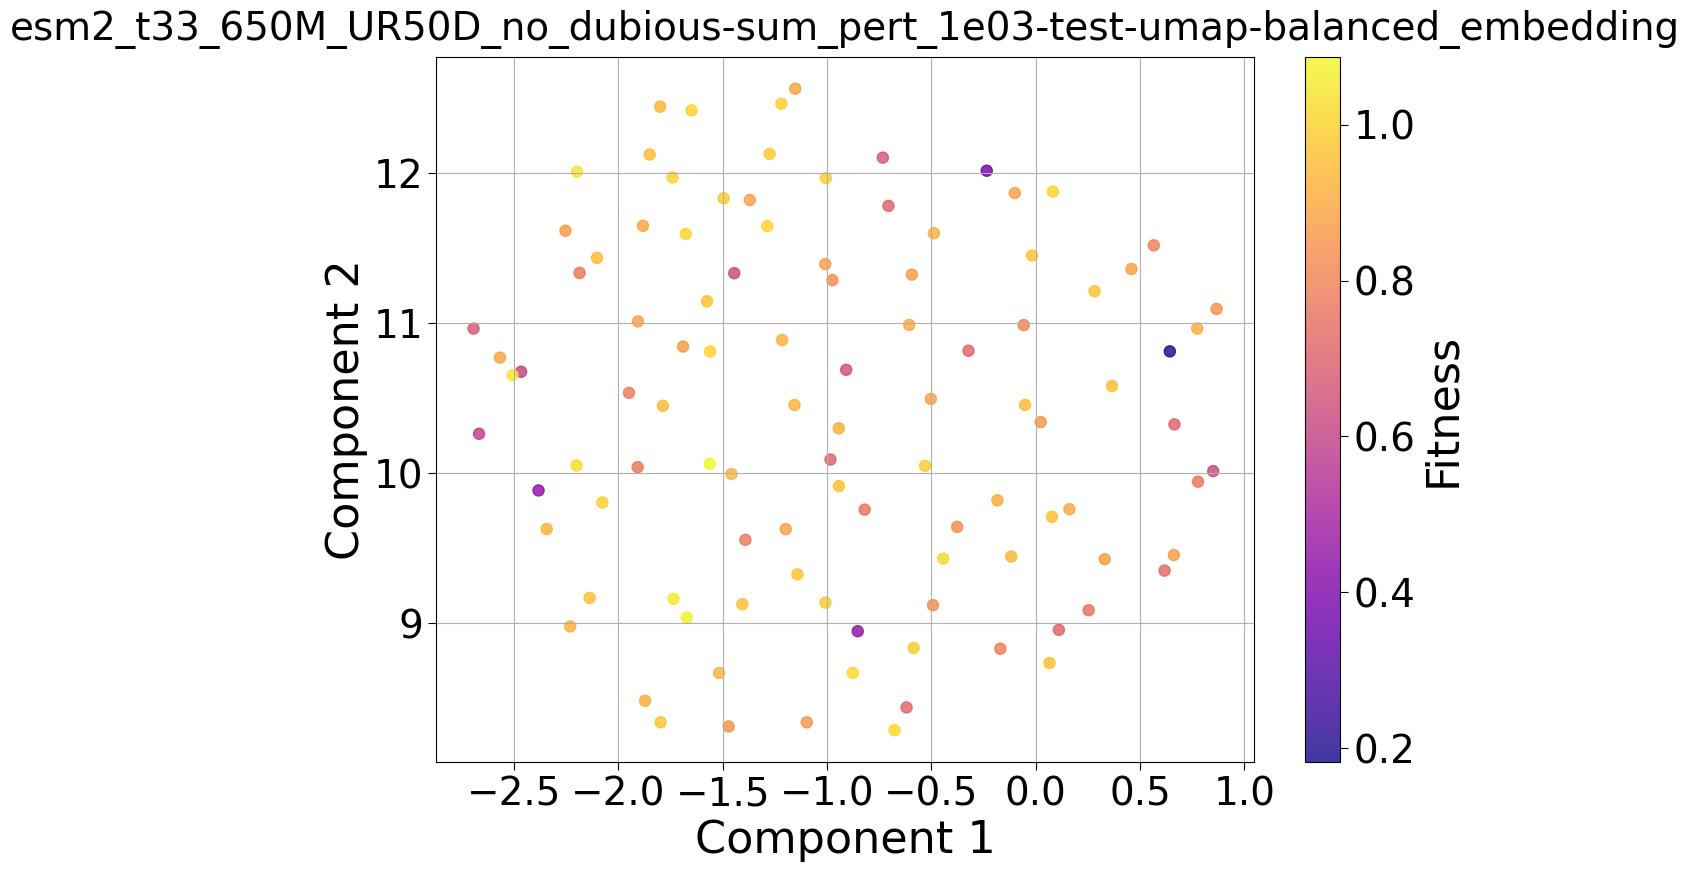 esm2_t33_650M_UR50D_no_dubious-sum_pert_1e03-test-umap-balanced_embedding
12
11
10
9
Component 2
−2.5 −2.0 −1.5 −1.0 −0.5 0.0 0.5 1.0
Component 1
1.0
0.8
0.6
0.4
0.2
Fitness